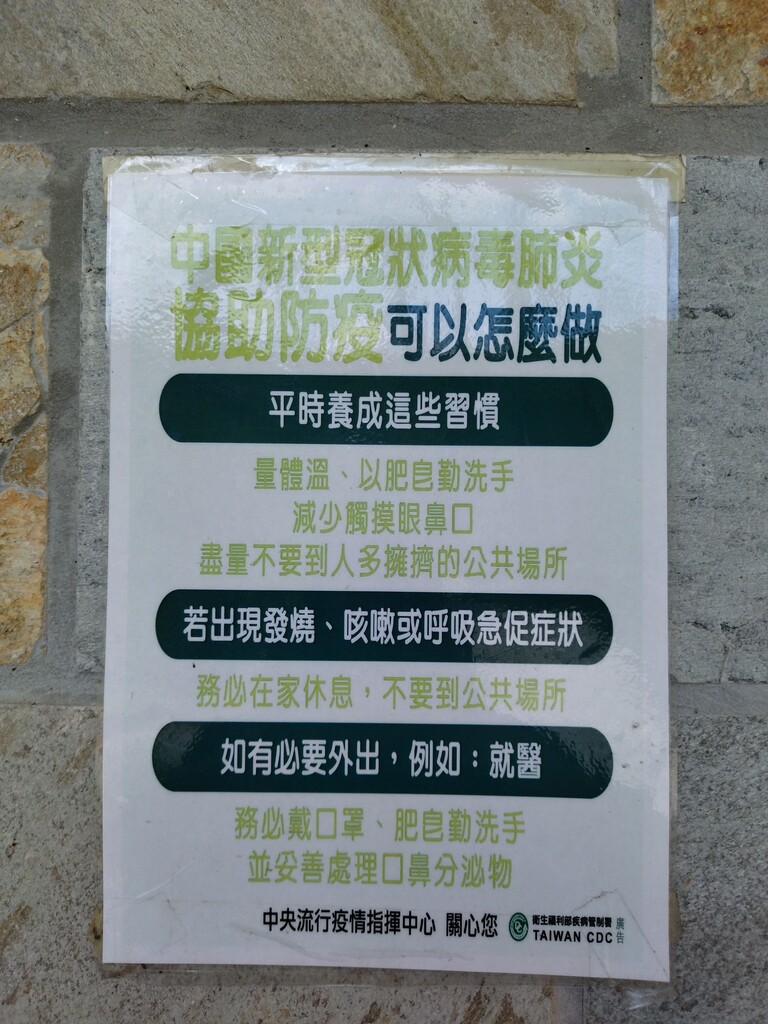 中國新型冠狀病毒肺炎
協助防疫可以怎麼做
平時養成這些習慣
量體溫、以肥皂勤洗手
減少觸摸眼鼻口
盡量不要到人多擁擠的公共場所
若出現發燒、咳嗽或呼吸急促症狀
務必在家休息，不要到公共場所
如有必要外出，例如：就醫
務必戴口罩、肥皂勤洗手
並妥善處理口鼻分泌物
中央流行疫情指揮中心 關心您
衛生福利部疾病管制署
TAIWAN CDC
廣告